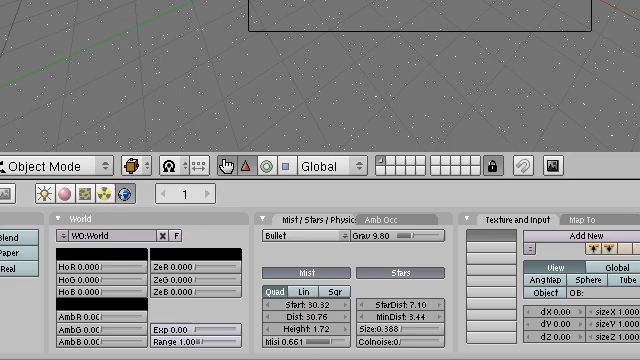 Object Mode Global
1
World Mist / Stars / Physic Amb Occ Texture and Input Map To
Blend WO:World F Bullet Grav 9.80 Add New
Paper
Real HoR 0.000 ZeR 0.000 Mist Stars View Global
HoG 0.000 ZeG 0.000 Ang Map Sphere Tube
HoB 0.000 ZeB 0.000 Quad Lin Sqr Object OB:
Start: 30.32 StarDist: 7.10 dX 0.00 sizeX 1.000
AmbR 0.00 Dist: 30.76 MinDist: 3.44 dY 0.00 sizeY 1.000
AmbG 0.00 Exp 0.00 Height: 1.72 Size:0.388 dZ 0.00 sizeZ 1.000
AmbB 0.00 Range 1.00 Misi 0.661 Colnoise:0.